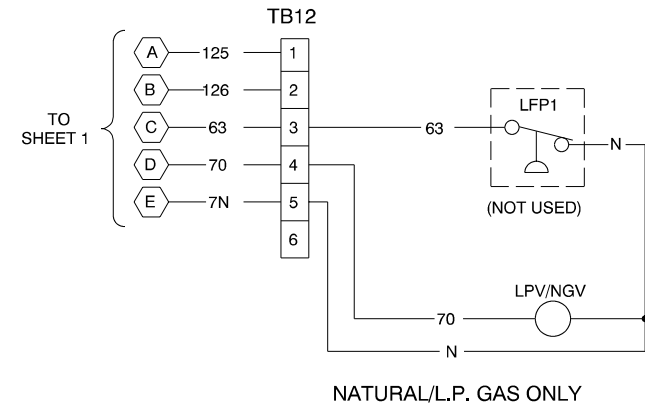 TB12
A 125 1
B 126 2
TO
SHEET 1
C 63 3 63 LFP1 N
D 70 4
(NOT USED)
E 7N 5
6
LPV/NGV
70
N
NATURAL/L.P. GAS ONLY